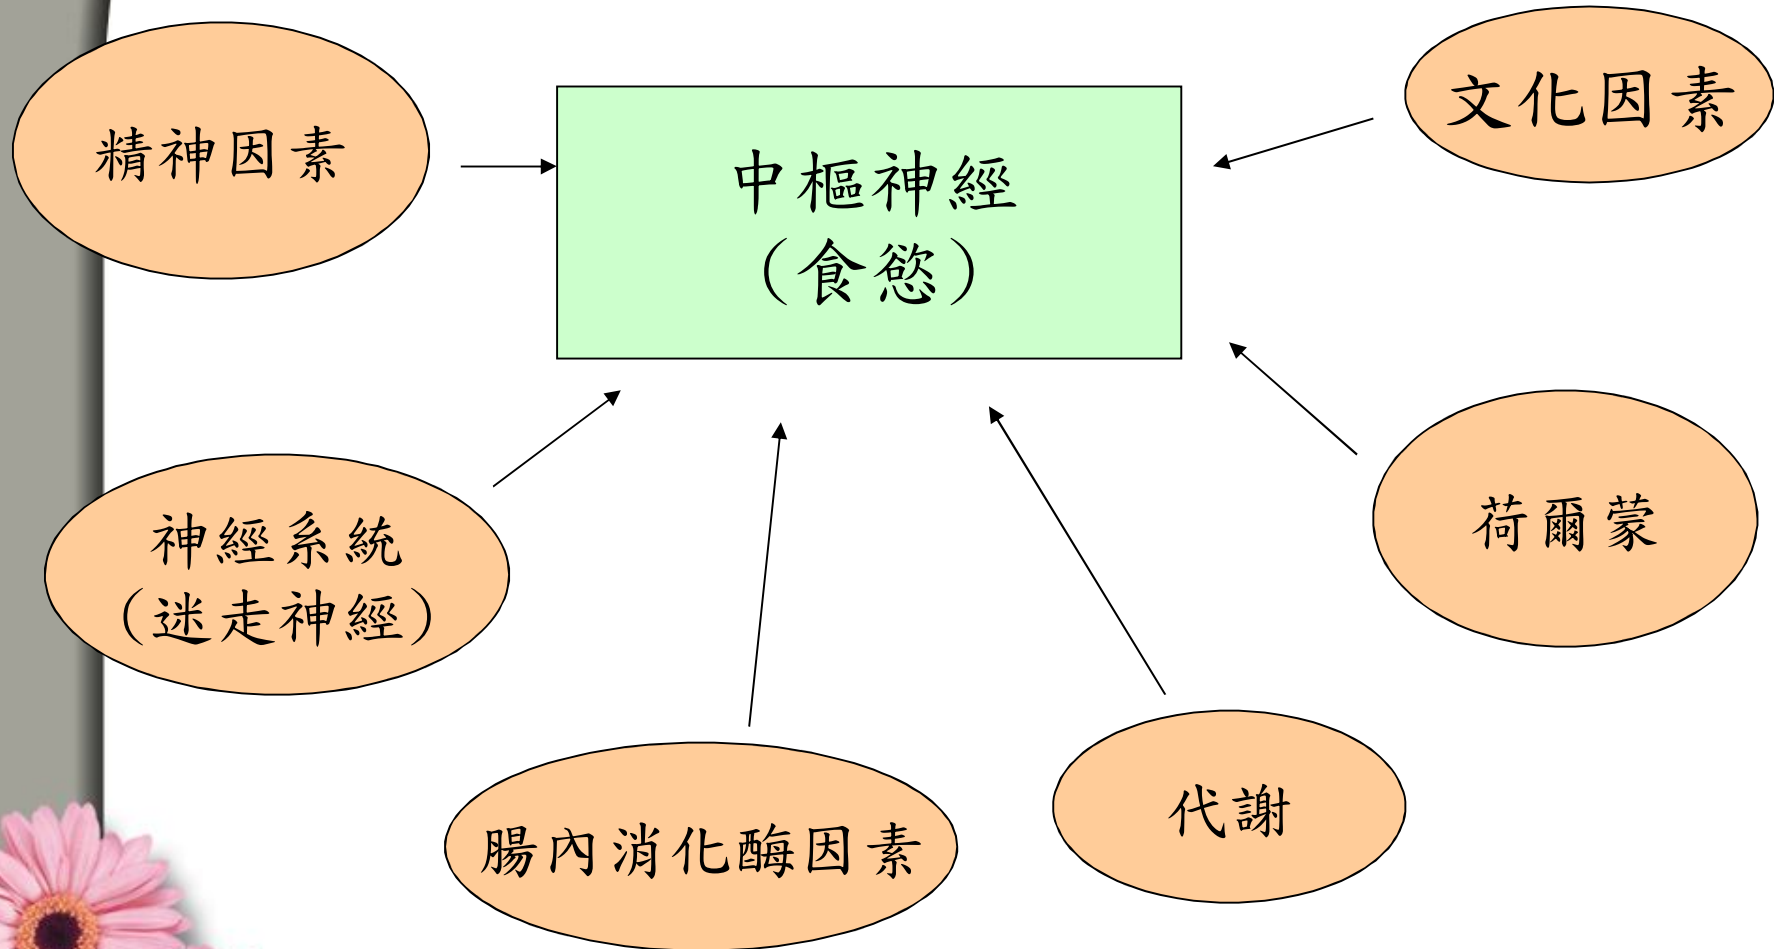 精神因素
中樞神經
（食慾）
文化因素
神經系統
（迷走神經）
荷爾蒙
腸內消化酶因素
代謝